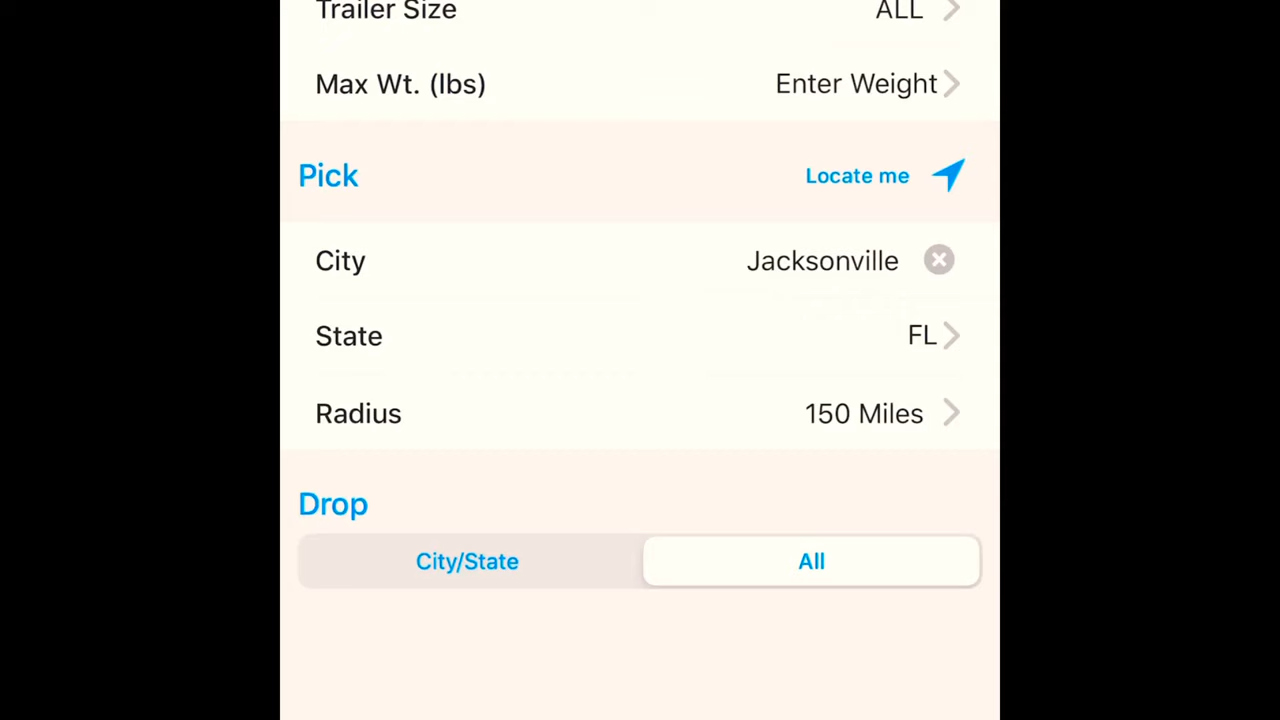 Trailer Size ALL
Max Wt. (lbs) Enter Weight
Pick Locate me
City Jacksonville
State FL
Radius 150 Miles
Drop
City/State All